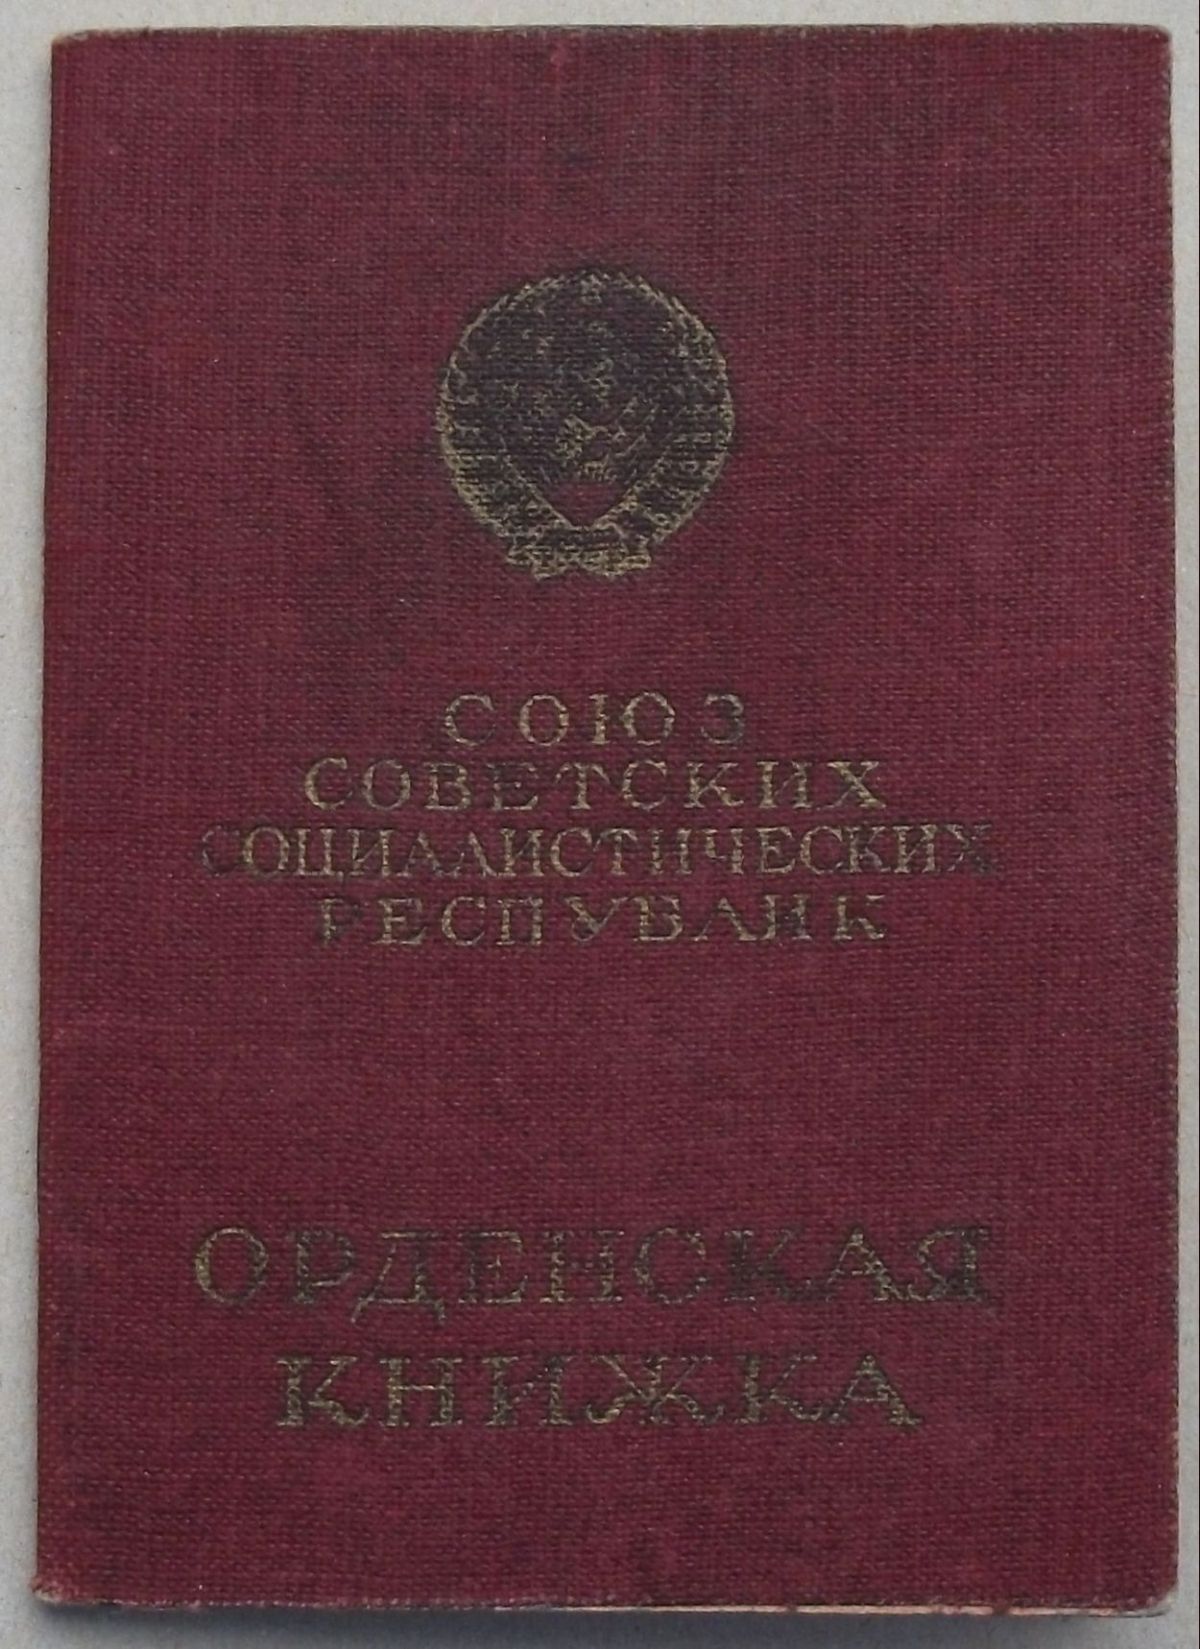 СОЮЗ
СОВЕТСКИХ
СОЦИАЛИСТИЧЕСКИХ
РЕСПУБЛИК
ОРДЕНСКАЯ
КНИЖКА